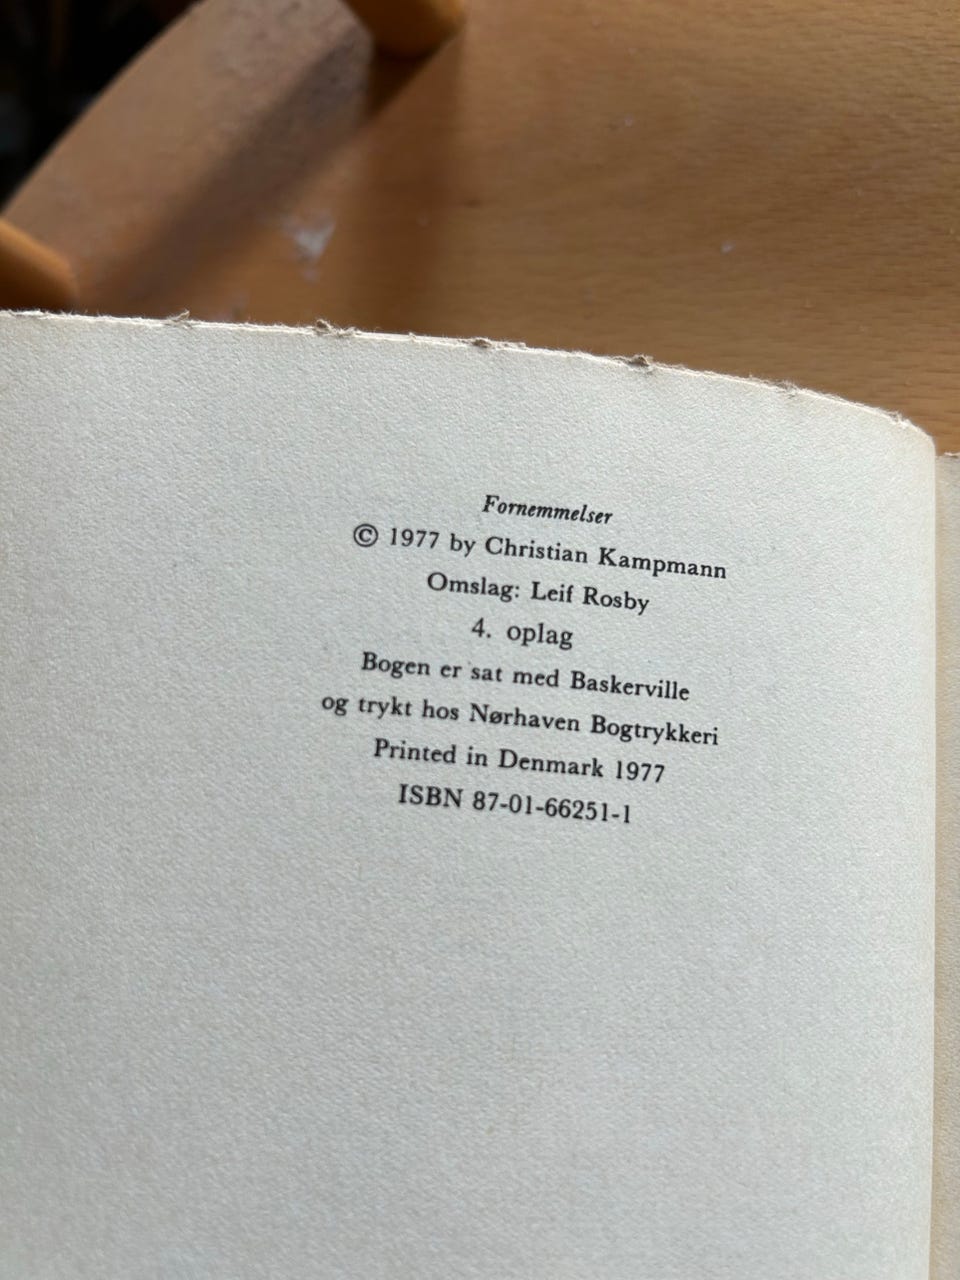 Fornemmelser
© 1977 by Christian Kampmann
Omslag: Leif Rosby
4. oplag
Bogen er sat med Baskerville
og trykt hos Nørhaven Bogtrykkeri
Printed in Denmark 1977
ISBN 87-01-66251-1